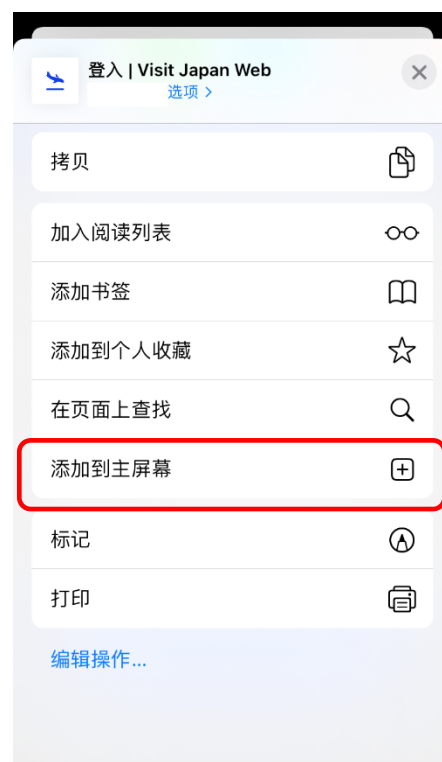 登入 | Visit Japan Web
选项 >
拷贝
加入阅读列表
添加书签
添加到个人收藏
在页面上查找
添加到主屏幕
标记
打印
编辑操作...